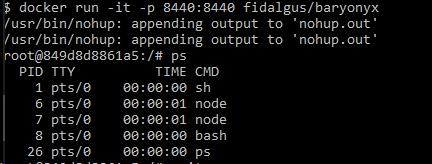 $ docker run -it -p 8440:8440 fidalgus/baryonyx
/usr/bin/nohup: appending output to 'nohup.out'
/usr/bin/nohup: appending output to 'nohup.out'
root@849d8d8861a5:/# ps
  PID TTY          TIME CMD
    1 pts/0    00:00:00 sh
    6 pts/0    00:00:01 node
    7 pts/0    00:00:01 node
    8 pts/0    00:00:00 bash
   26 pts/0    00:00:00 ps